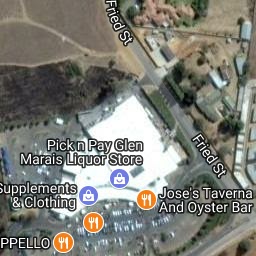 Fried St
Fried St
Pick n Pay Glen
Marais Liquor Store
Supplements
& Clothing
Jose's Taverna
And Oyster Bar
PPELLO